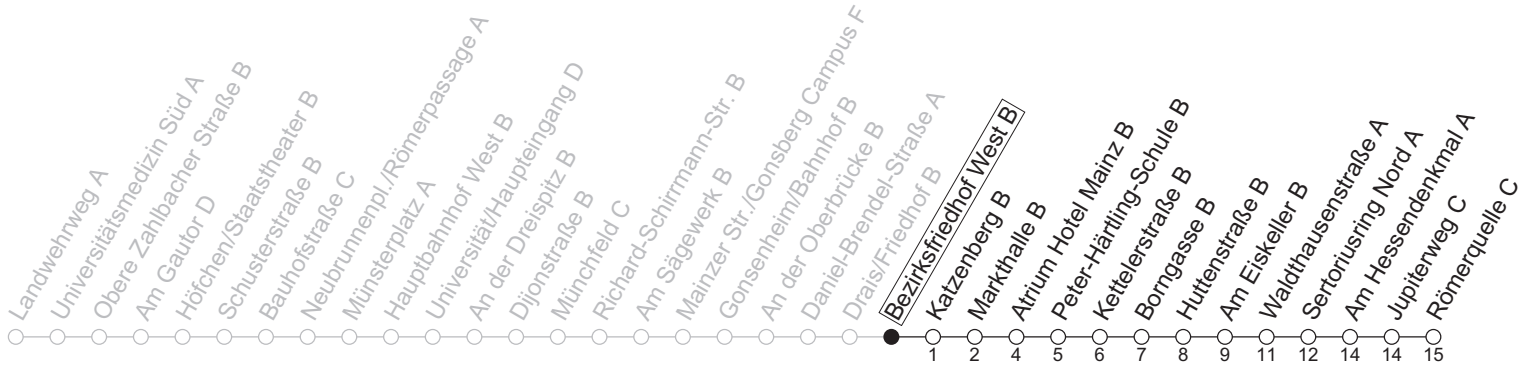 Landwehrweg A
Universitätsmedizin Süd A
Obere Zahlbacher Straße B
Am Gautor D
Höfchen/Staatstheater B
Schusterstraße B
Bauhofstraße C
Neubrunnenpl./Römerpassage A
Münsterplatz A
Hauptbahnhof West B
Universität/Haupteingang D
An der Dreispitz B
Dijonstraße B
Münchfeld C
Richard-Schirrmann-Str. B
Am Sägewerk B
Mainzer Str./Gonsberg Campus F
Gonsenheim/Bahnhof B
An der Oberbrücke B
Daniel-Brendel-Straße A
Drais/Friedhof B
Bezirksfriedhof West B
Katzenberg B
Markthalle B
Atrium Hotel Mainz B
Peter-Härtling-Schule B
Kettelerstraße B
Borngasse B
Huttenstraße B
Am Eiskeller B
Waldthausenstraße A
Sertoriusring Nord A
Am Hessendenkmal A
Jupiterweg C
Römerquelle C
1 2 4 5 6 7 8 9 11 12 14 14 15